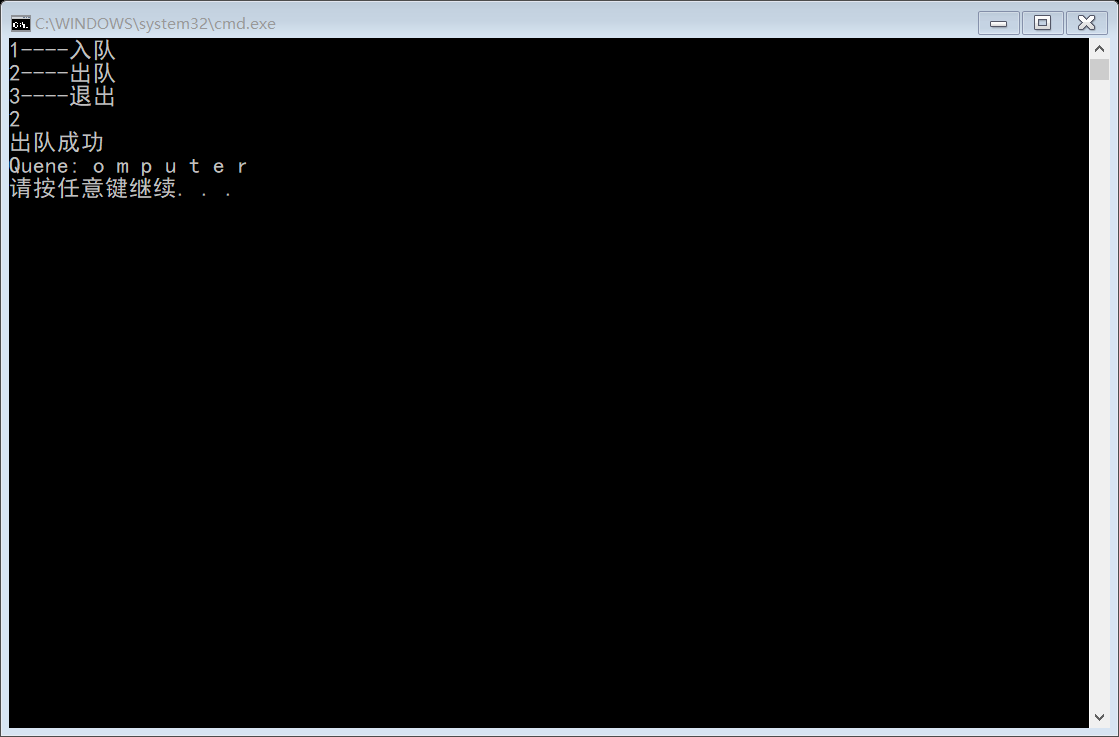 C:\WINDOWS\system32\cmd.exe
1----入队
2----出队
3----退出
2
出队成功
Quene: o m p u t e r
请按任意键继续. . .